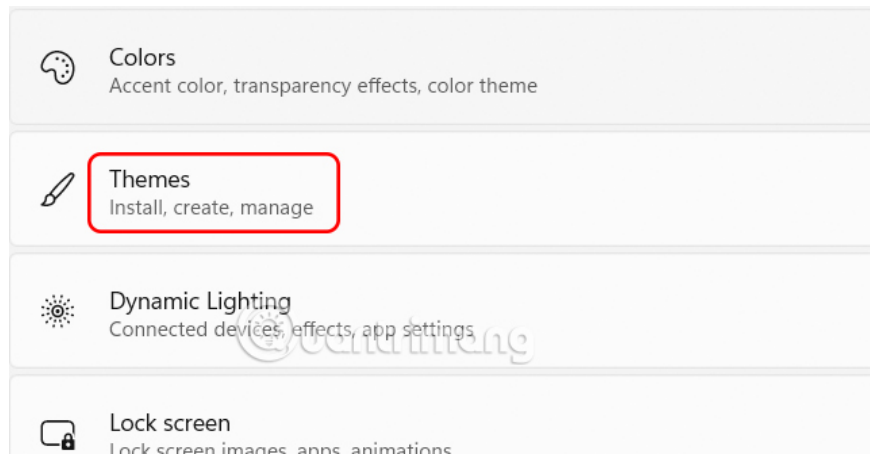 Colors
Accent color, transparency effects, color theme
Themes
Install, create, manage
Dynamic Lighting
Connected devices, effects, app settings
Quantrimang
Lock screen
Lock screen images, apps, animations